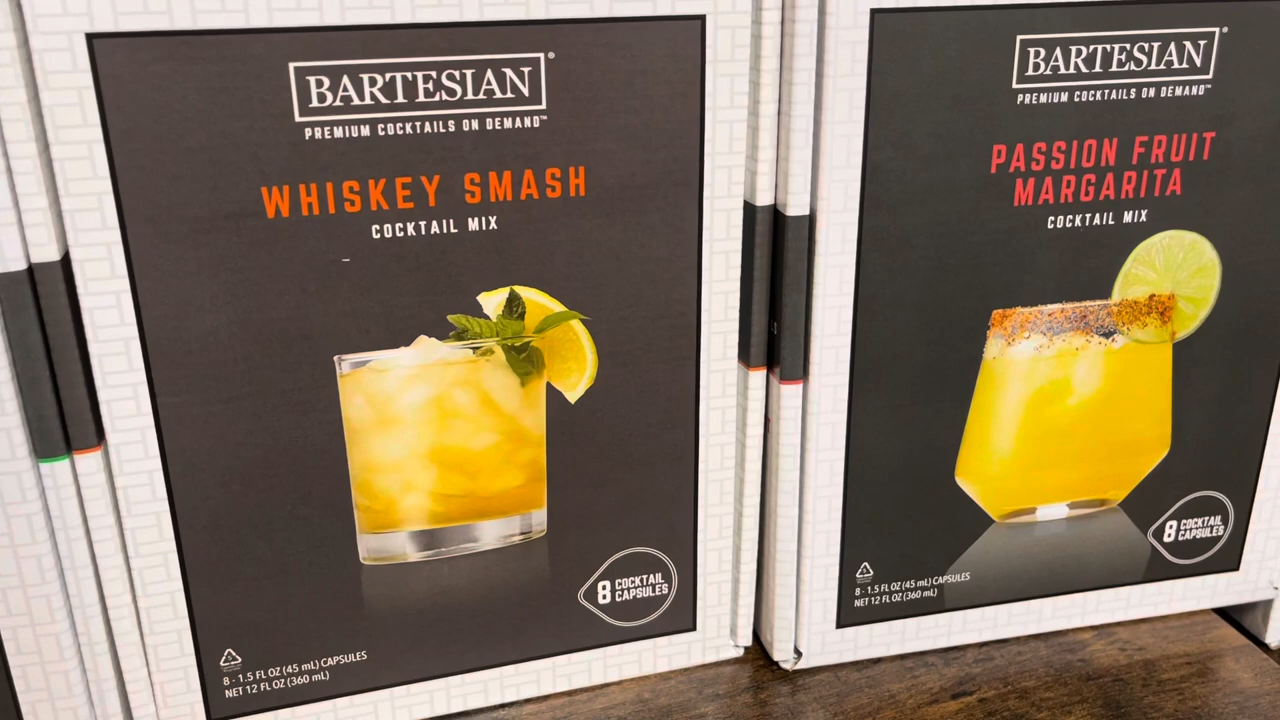 BARTESIAN®
PREMIUM COCKTAILS ON DEMAND™
WHISKEY SMASH
COCKTAIL MIX
8 COCKTAIL
CAPSULES
8 - 1.5 FL OZ (45 mL) CAPSULES
NET 12 FL OZ (360 mL)
BARTESIAN®
PREMIUM COCKTAILS ON DEMAND™
PASSION FRUIT
MARGARITA
COCKTAIL MIX
8 COCKTAIL
CAPSULES
8 - 1.5 FL OZ (45 mL) CAPSULES
NET 12 FL OZ (360 mL)